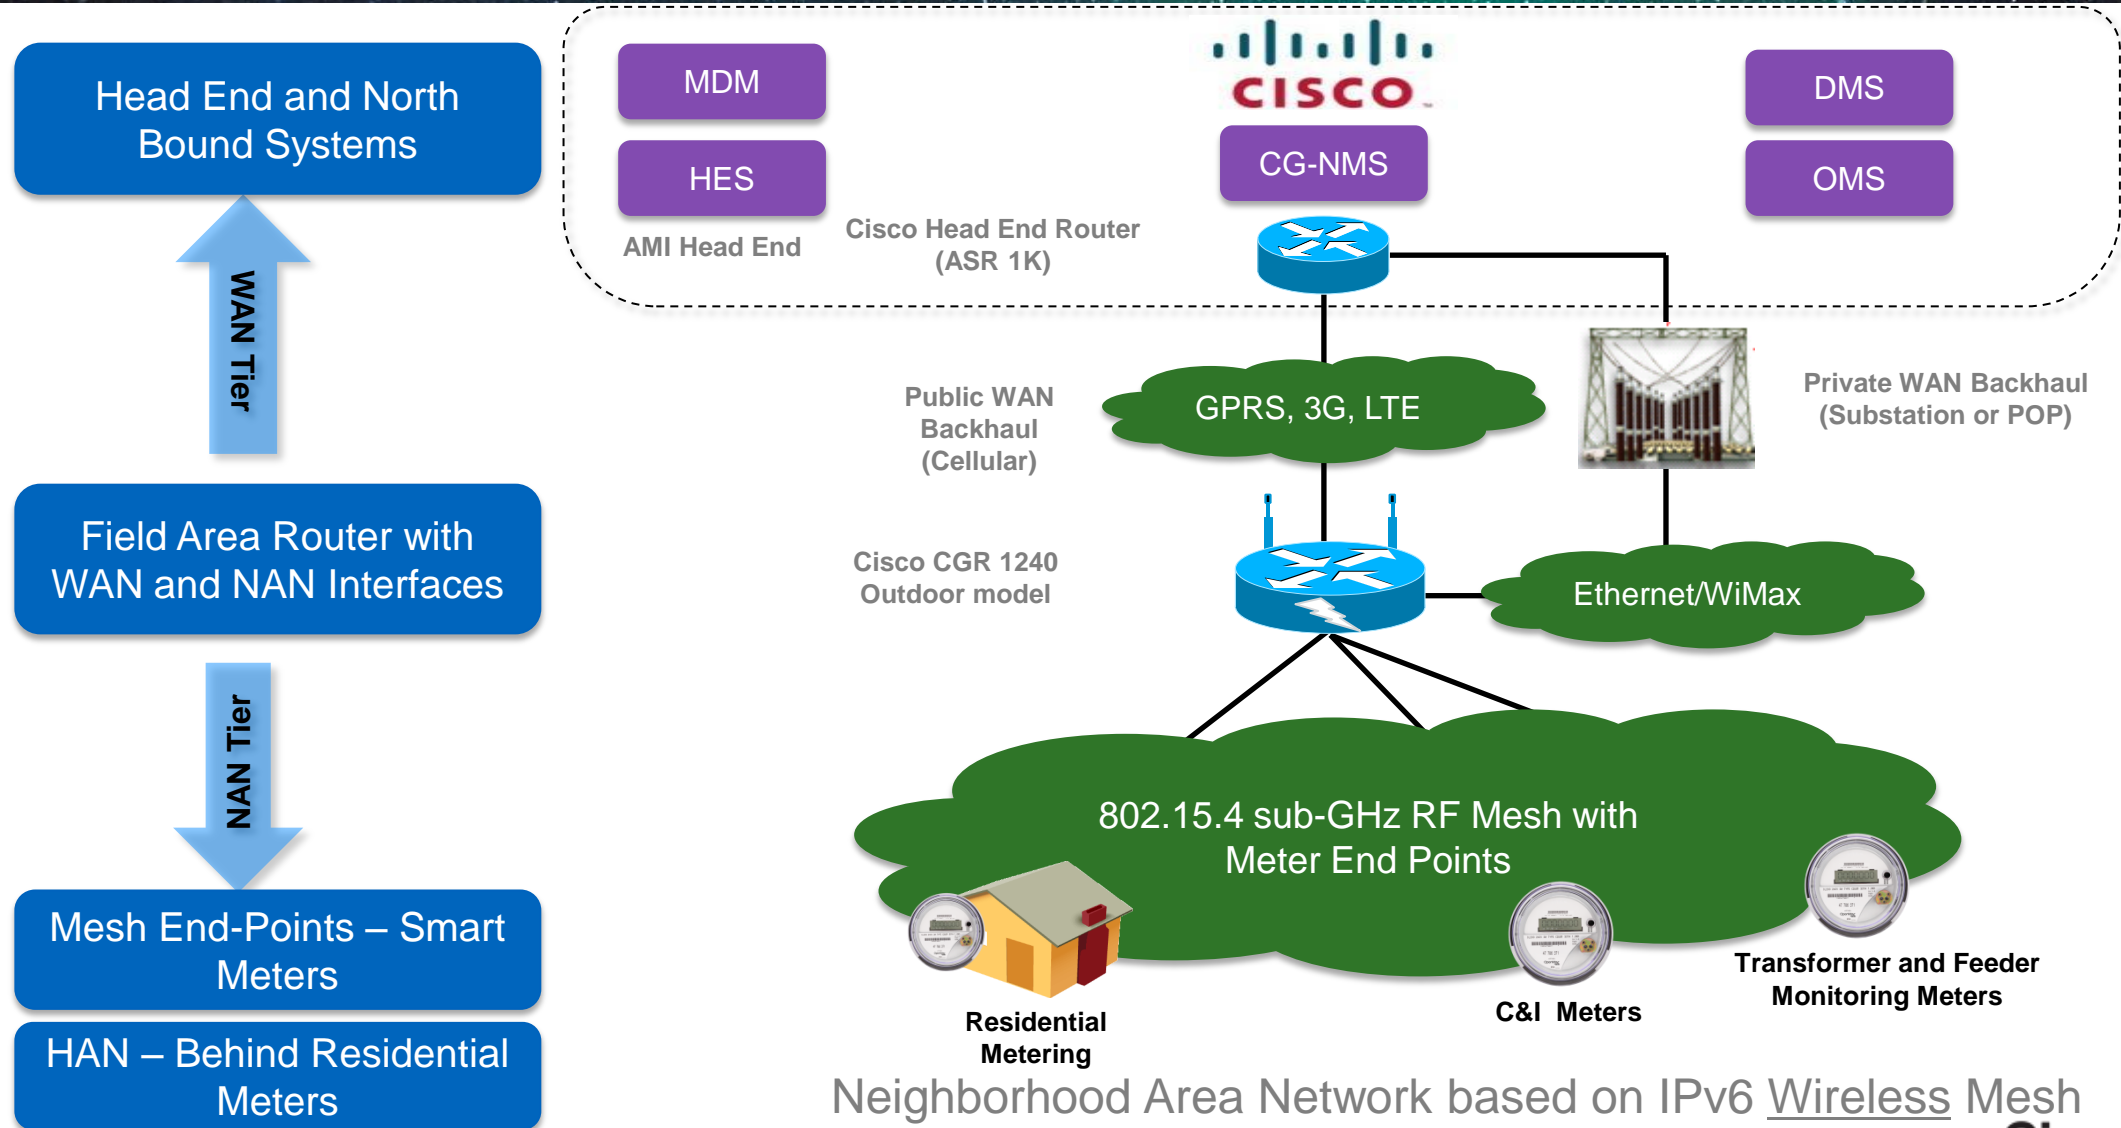 Head End and North
Bound Systems
WAN Tier
Field Area Router with
WAN and NAN Interfaces
NAN Tier
Mesh End-Points – Smart
Meters
HAN – Behind Residential
Meters
MDM
HES
AMI Head End
CISCO
CG-NMS
Cisco Head End Router
(ASR 1K)
DMS
OMS
Public WAN
Backhaul
(Cellular)
GPRS, 3G, LTE
Private WAN Backhaul
(Substation or POP)
Cisco CGR 1240
Outdoor model
Ethernet/WiMax
802.15.4 sub-GHz RF Mesh with
Meter End Points
Residential
Metering
C&I Meters
Transformer and Feeder
Monitoring Meters
Neighborhood Area Network based on IPv6 Wireless Mesh